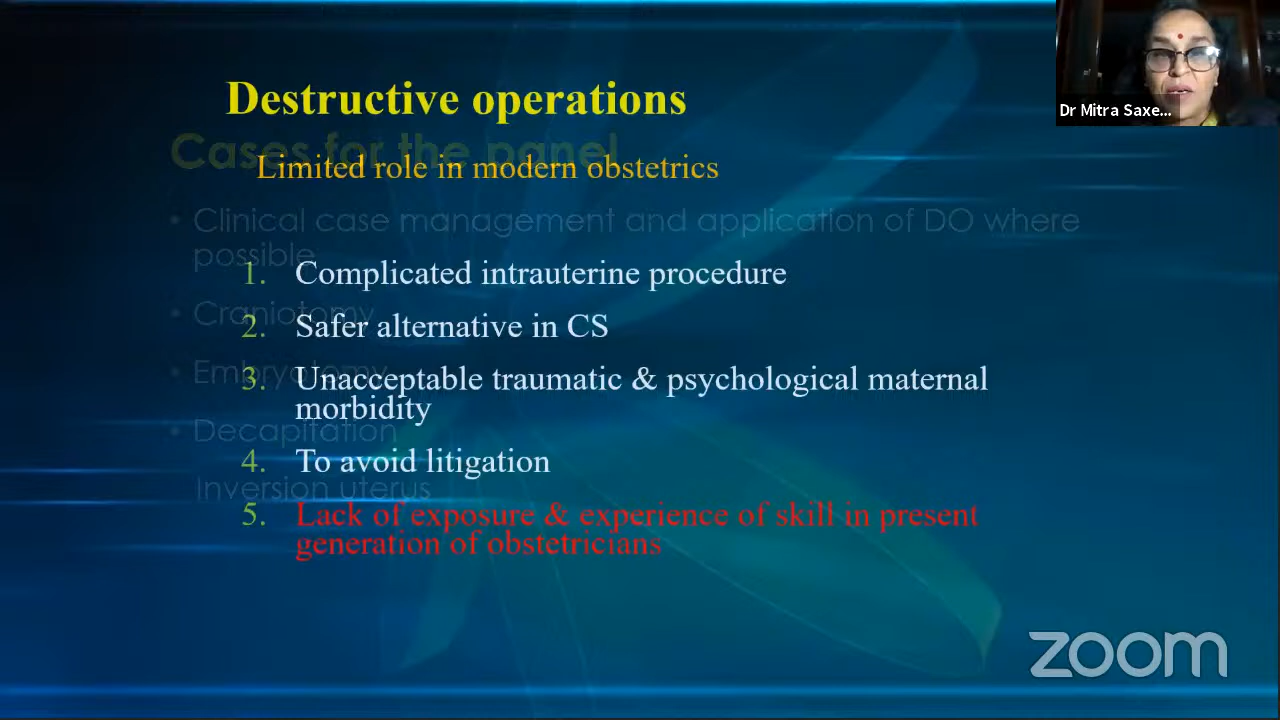 Destructive operations
Cases for the panel
Limited role in modern obstetrics
• Clinical case management and application of DO where
possible
1. Complicated intrauterine procedure
• Craniotomy
2. Safer alternative in CS
• Embryotomy
3. Unacceptable traumatic & psychological maternal
morbidity
• Decapitation
4. To avoid litigation
Inversion uterus
5. Lack of exposure & experience of skill in present
generation of obstetricians
Dr Mitra Saxe...
zoom